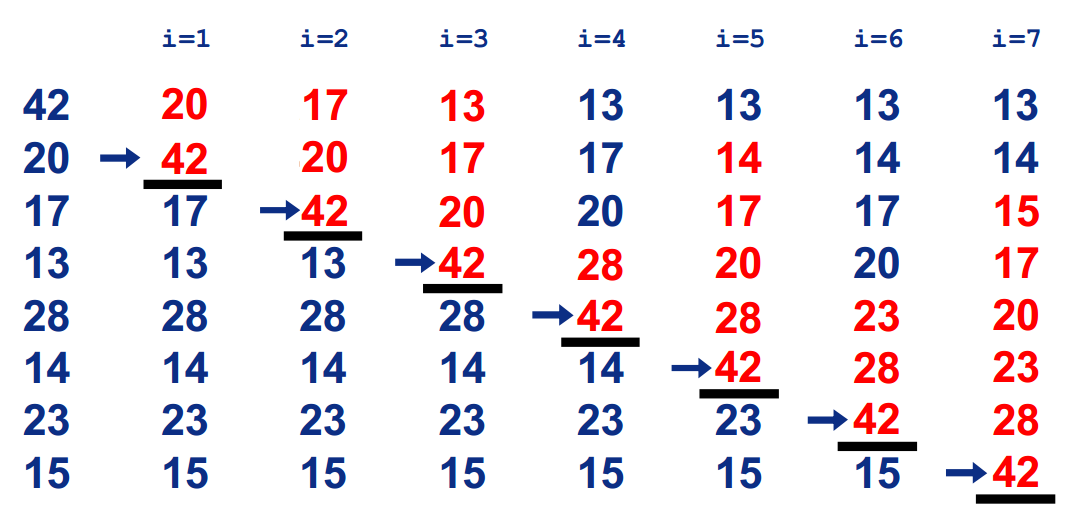 i=1 i=2 i=3 i=4 i=5 i=6 i=7
42 20 17 13 13 13 13 13
20 42 20 17 17 14 14 14
17 17 42 20 20 17 17 15
13 13 13 42 28 20 20 17
28 28 28 28 42 28 23 20
14 14 14 14 14 42 28 23
23 23 23 23 23 23 42 28
15 15 15 15 15 15 15 42